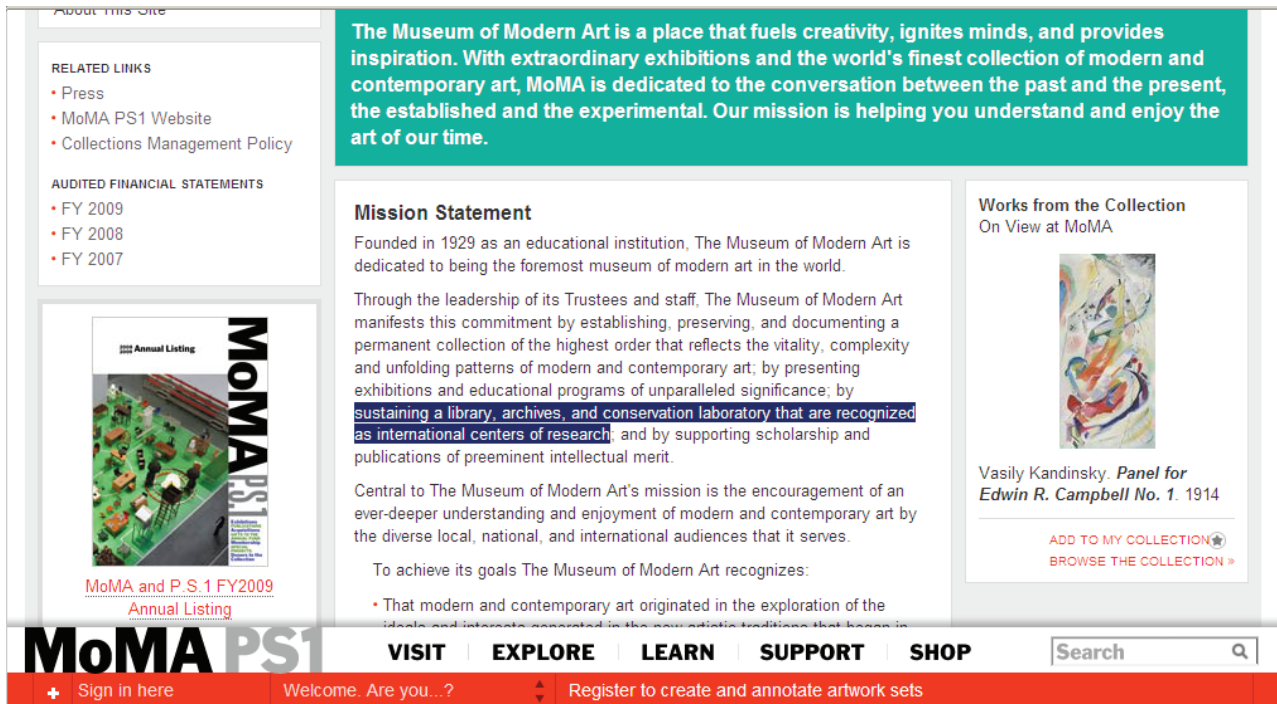 About This Site
RELATED LINKS
• Press
• MoMA PS1 Website
• Collections Management Policy
AUDITED FINANCIAL STATEMENTS
• FY 2009
• FY 2008
• FY 2007
Annual Listing
MoMA
P.S.1
MoMA and P.S.1 FY2009
Annual Listing
The Museum of Modern Art is a place that fuels creativity, ignites minds, and provides
inspiration. With extraordinary exhibitions and the world's finest collection of modern and
contemporary art, MoMA is dedicated to the conversation between the past and the present,
the established and the experimental. Our mission is helping you understand and enjoy the
art of our time.
Mission Statement
Founded in 1929 as an educational institution, The Museum of Modern Art is
dedicated to being the foremost museum of modern art in the world.
Through the leadership of its Trustees and staff, The Museum of Modern Art
manifests this commitment by establishing, preserving, and documenting a
permanent collection of the highest order that reflects the vitality, complexity
and unfolding patterns of modern and contemporary art; by presenting
exhibitions and educational programs of unparalleled significance; by
sustaining a library, archives, and conservation laboratory that are recognized
as international centers of research; and by supporting scholarship and
publications of preeminent intellectual merit.
Central to The Museum of Modern Art's mission is the encouragement of an
ever-deeper understanding and enjoyment of modern and contemporary art by
the diverse local, national, and international audiences that it serves.
To achieve its goals The Museum of Modern Art recognizes:
• That modern and contemporary art originated in the exploration of the
ideals and interests generated in the new artistic traditions that began in
Works from the Collection
On View at MoMA
Vasily Kandinsky. Panel for
Edwin R. Campbell No. 1. 1914
ADD TO MY COLLECTION
BROWSE THE COLLECTION »
MoMA PS1
VISIT
EXPLORE
LEARN
SUPPORT
SHOP
Search
Sign in here
Welcome. Are you...?
Register to create and annotate artwork sets